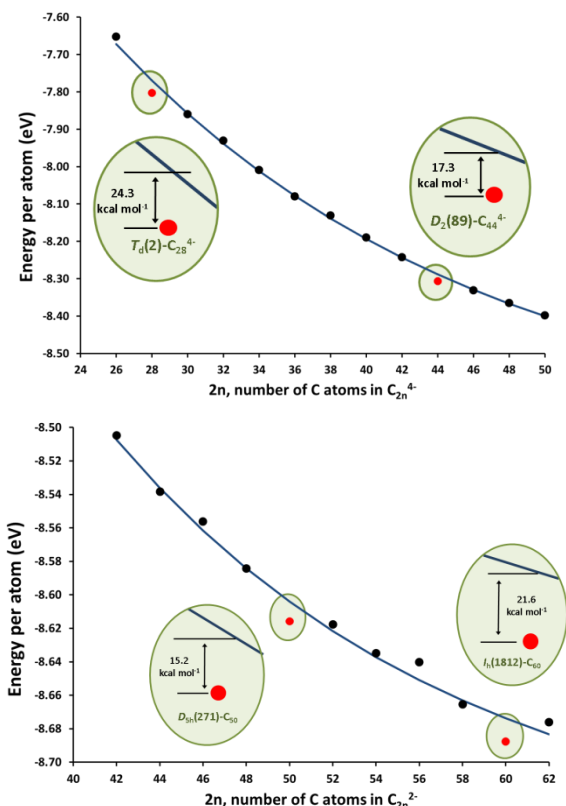 -7.60
-7.70
-7.80
-7.90
-8.00
-8.10
-8.20
-8.30
-8.40
-8.50
Energy per atom (eV)
24.3
kcal mol⁻¹
T_d(2)-C₂₈⁴⁻
17.3
kcal mol⁻¹
D₂(89)-C₄₄⁴⁻
24 26 28 30 32 34 36 38 40 42 44 46 48 50
2n, number of C atoms in C₂ₙ⁴⁻
-8.50
-8.52
-8.54
-8.56
-8.58
-8.60
-8.62
-8.64
-8.66
-8.68
-8.70
Energy per atom (eV)
15.2
kcal mol⁻¹
D₅ₕ(271)-C₅₀
21.6
kcal mol⁻¹
Iₕ(1812)-C₆₀
40 42 44 46 48 50 52 54 56 58 60 62
2n, number of C atoms in C₂ₙ²⁻